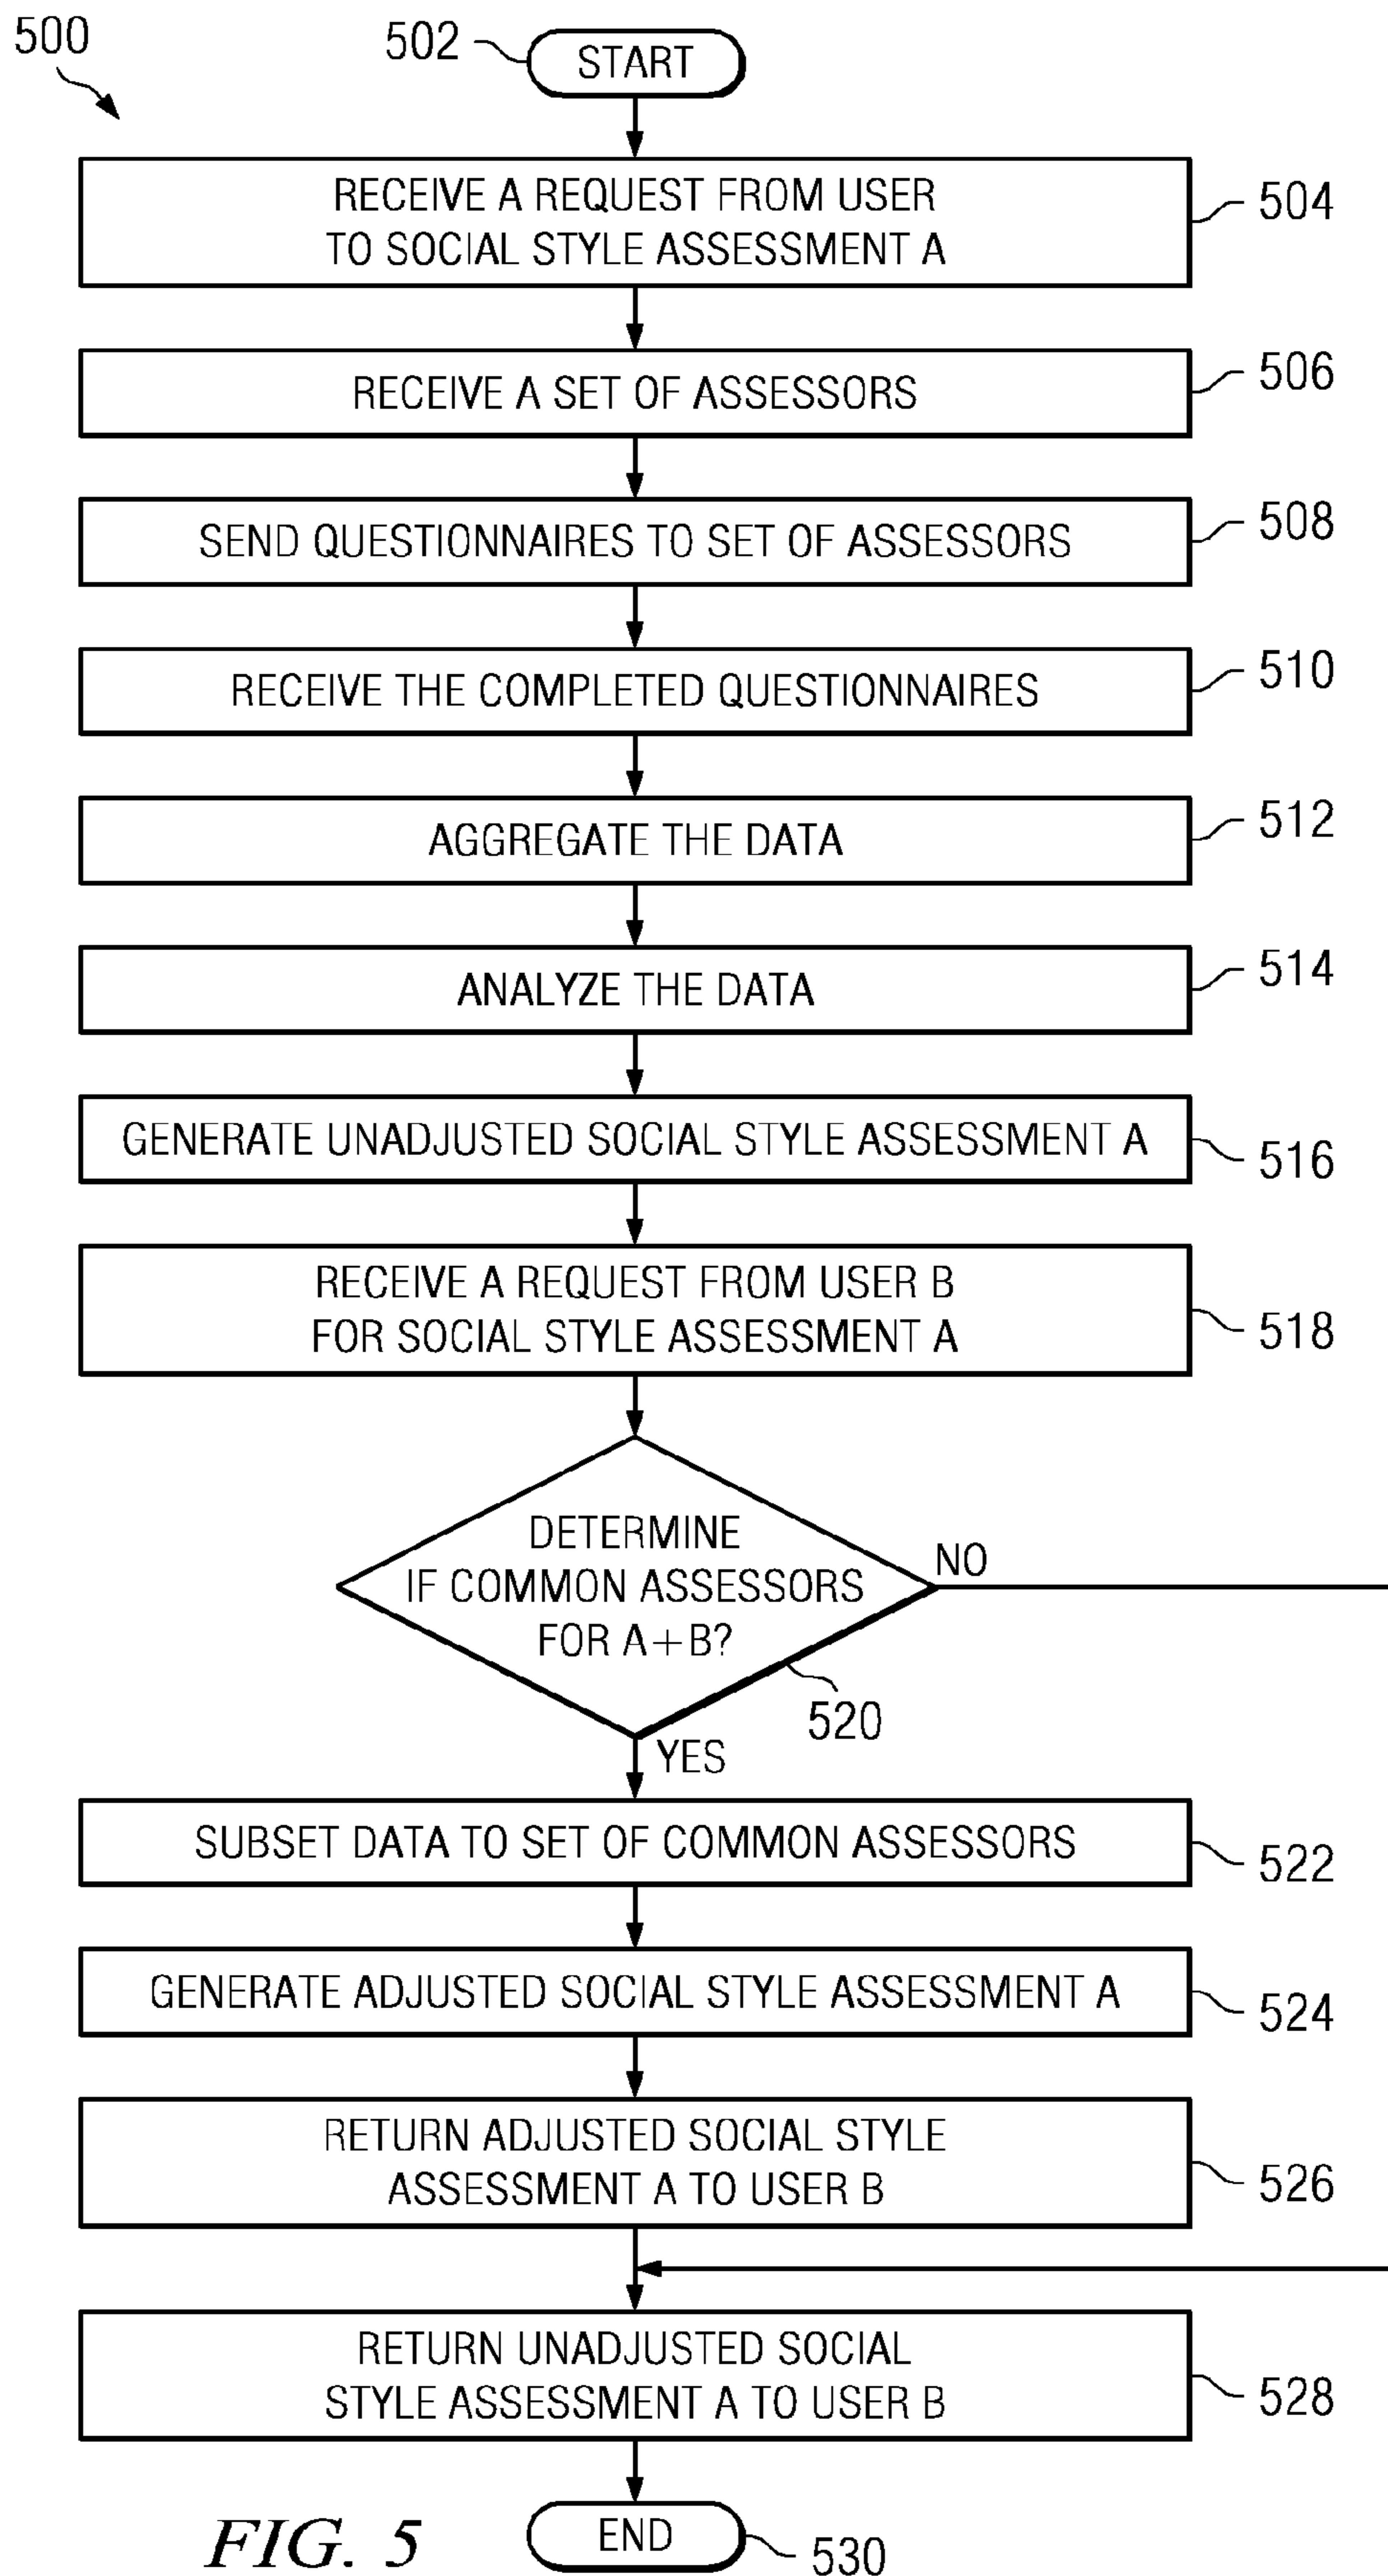 500
502
START
RECEIVE A REQUEST FROM USER
TO SOCIAL STYLE ASSESSMENT A
504
RECEIVE A SET OF ASSESSORS
506
SEND QUESTIONNAIRES TO SET OF ASSESSORS
508
RECEIVE THE COMPLETED QUESTIONNAIRES
510
AGGREGATE THE DATA
512
ANALYZE THE DATA
514
GENERATE UNADJUSTED SOCIAL STYLE ASSESSMENT A
516
RECEIVE A REQUEST FROM USER B
FOR SOCIAL STYLE ASSESSMENT A
518
DETERMINE
IF COMMON ASSESSORS
FOR A+B?
NO
520
YES
SUBSET DATA TO SET OF COMMON ASSESSORS
522
GENERATE ADJUSTED SOCIAL STYLE ASSESSMENT A
524
RETURN ADJUSTED SOCIAL STYLE
ASSESSMENT A TO USER B
526
RETURN UNADJUSTED SOCIAL
STYLE ASSESSMENT A TO USER B
528
FIG. 5
END
530